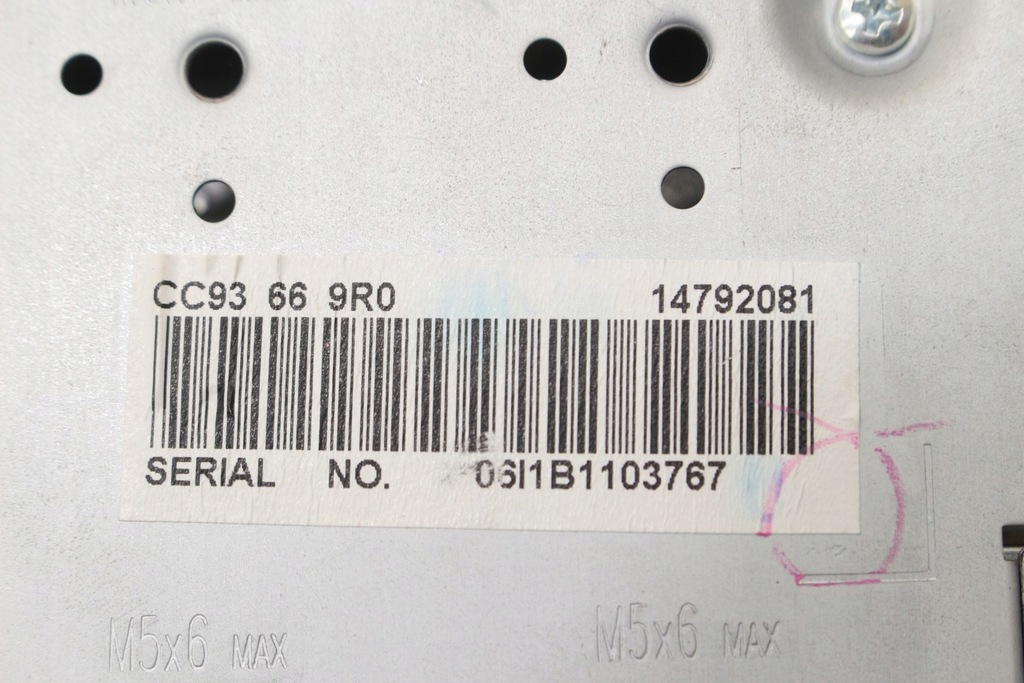 CC93 66 9R0 14792081
SERIAL NO. 06I1B1103767
M5x6 MAX M5x6 MAX